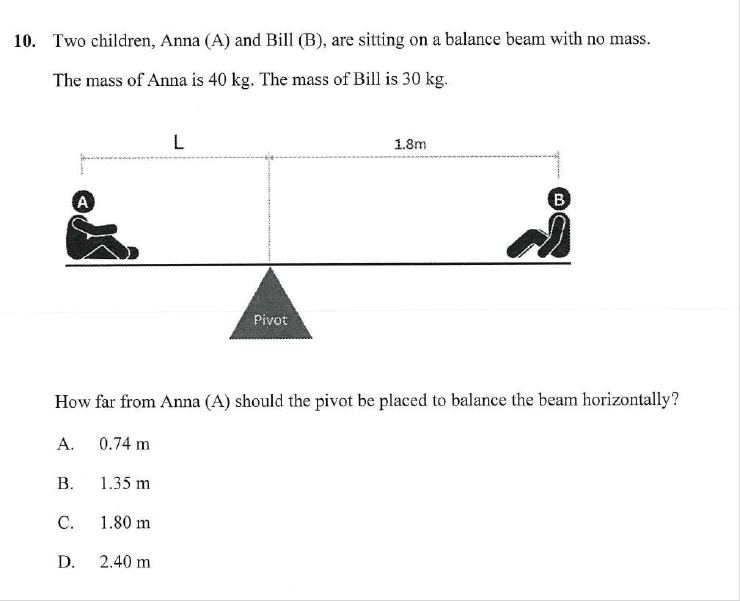 10. Two children, Anna (A) and Bill (B), are sitting on a balance beam with no mass.
The mass of Anna is 40 kg. The mass of Bill is 30 kg.
L 1.8m
A B
Pivot
How far from Anna (A) should the pivot be placed to balance the beam horizontally?
A. 0.74 m
B. 1.35 m
C. 1.80 m
D. 2.40 m